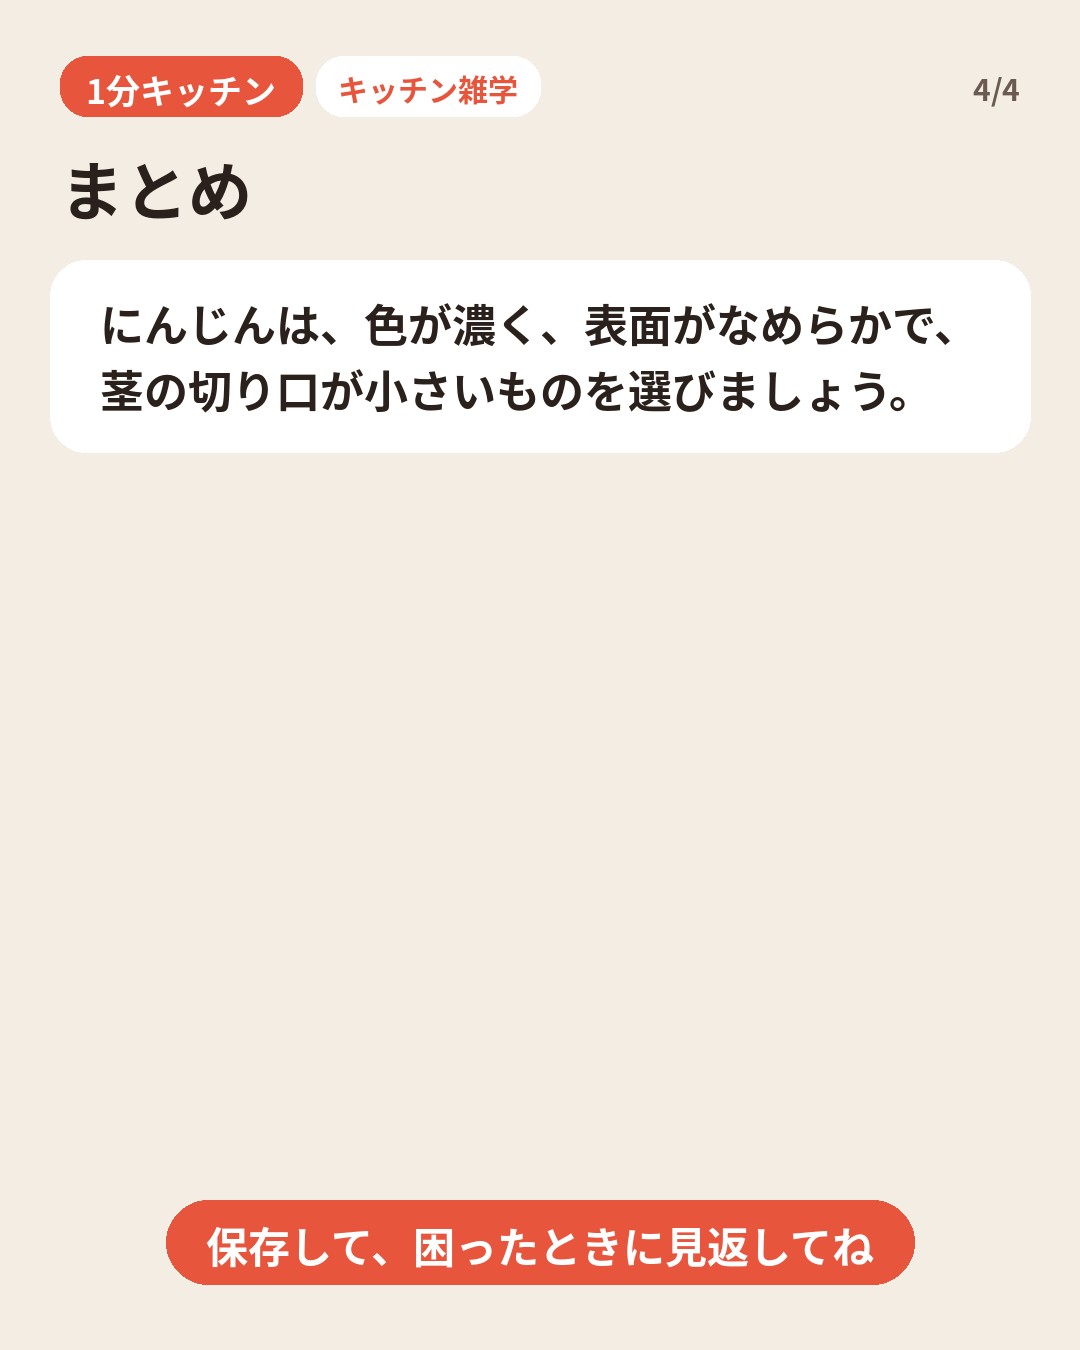 1分キッチン キッチン雑学 4/4
まとめ
にんじんは、色が濃く、表面がなめらかで、
茎の切り口が小さいものを選びましょう。
保存して、困ったときに見返してね